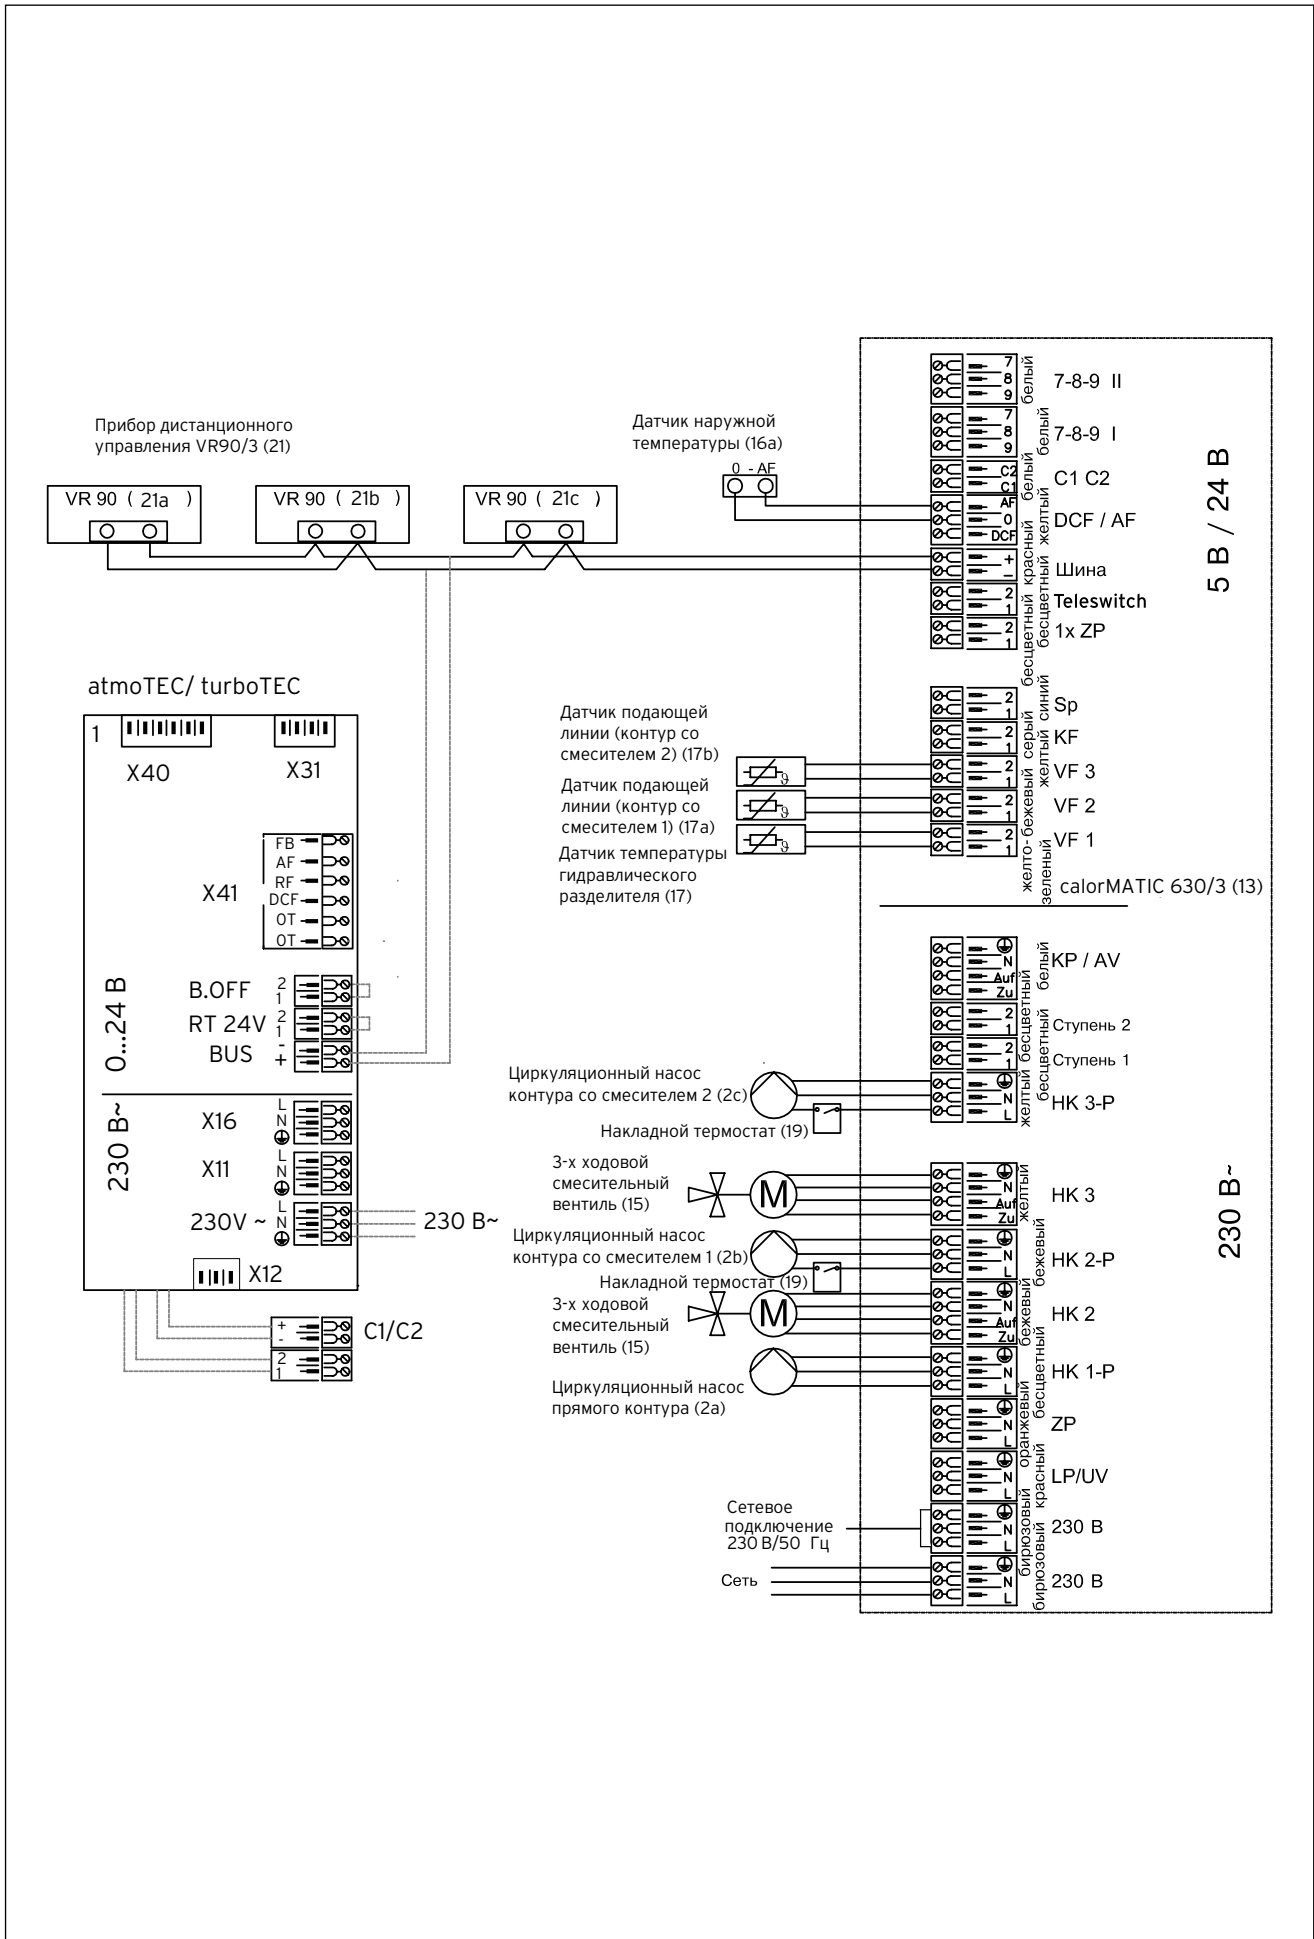 Прибор дистанционного
управления VR90/3 (21)
VR 90 ( 21a )
VR 90 ( 21b )
VR 90 ( 21c )
Датчик наружной
температуры (16a)
0 - AF
7
8
9
белый
7-8-9 II
7
8
9
белый
7-8-9 I
C2
C1
белый
C1 C2
AF
0
DCF
желтый
DCF / AF
+
–
красный
Шина
2
1
бесцветный
Teleswitch
2
1
бесцветный
1x ZP
5 В / 24 В
2
1
синий
Sp
2
1
серый
KF
2
1
желтый
VF 3
2
1
бежевый
VF 2
2
1
желто-
зеленый
VF 1
calorMATIC 630/3 (13)
Датчик подающей
линии (контур со
смесителем 2) (17b)
Датчик подающей
линии (контур со
смесителем 1) (17a)
Датчик температуры
гидравлического
разделителя (17)
ϑ
ϑ
ϑ
atmoTEC/ turboTEC
1
X40
X31
X41
FB
AF
RF
DCF
OT
OT
0...24 В
B.OFF
2
1
RT 24V
2
1
BUS
-
+
230 В~
X16
L
N
X11
L
N
230V ~
L
N
230 В~
X12
+
-
C1/C2
2
1
N
Auf
Zu
белый
KP / AV
2
1
бесцветный
Ступень 2
2
1
бесцветный
Ступень 1
N
L
желтый
HK 3-P
N
Auf
Zu
желтый
HK 3
N
L
бежевый
HK 2-P
N
Auf
Zu
бежевый
HK 2
N
L
бесцветный
HK 1-P
N
L
оранжевый
ZP
N
L
красный
LP/UV
N
L
бирюзовый
230 В
N
L
бирюзовый
230 В
230 В~
Циркуляционный насос
контура со смесителем 2 (2c)
Накладной термостат (19)
3-х ходовой
смесительный
вентиль (15)
M
Циркуляционный насос
контура со смесителем 1 (2b)
Накладной термостат (19)
3-х ходовой
смесительный
вентиль (15)
M
Циркуляционный насос
прямого контура (2a)
Сетевое
подключение
230 В/50 Гц
Сеть